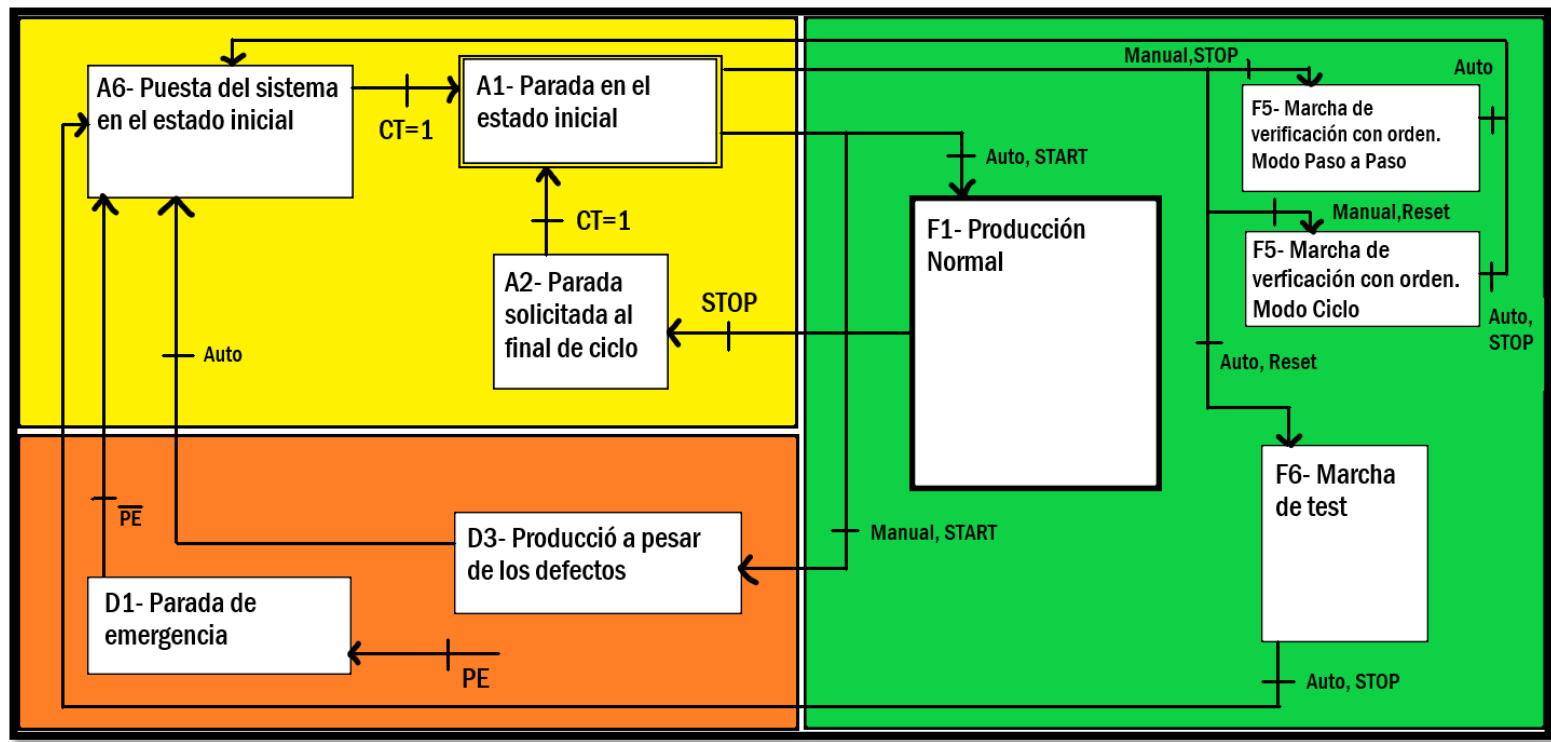 A6- Puesta del sistema
en el estado inicial
CT=1
A1- Parada en el
estado inicial
CT=1
A2- Parada
solicitada al
final de ciclo
STOP
Auto
Manual,STOP
Auto
F5- Marcha de
verificación con orden.
Modo Paso a Paso
Auto, START
Manual,Reset
F1- Producción
Normal
F5- Marcha de
verficación con orden.
Modo Ciclo
Auto,
STOP
Auto, Reset
F6- Marcha
de test
Manual, START
Auto, STOP
PE
D3- Producció a pesar
de los defectos
D1- Parada de
emergencia
PE